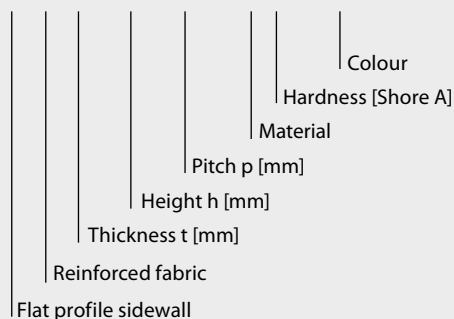 Colour
Hardness [Shore A]
Material
Pitch p [mm]
Height h [mm]
Thickness t [mm]
Reinforced fabric
Flat profile sidewall